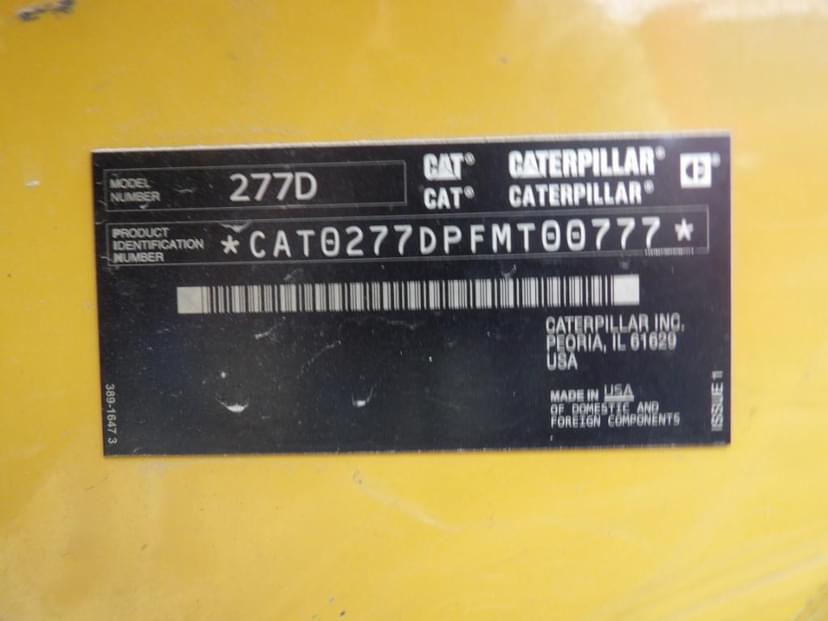 MODEL
NUMBER
277D
CAT® CATERPILLAR®
CAT® CATERPILLAR®
PRODUCT
IDENTIFICATION
NUMBER
*CAT0277DPFMT00777*
CATERPILLAR INC.
PEORIA, IL 61629
USA
MADE IN USA
OF DOMESTIC AND
FOREIGN COMPONENTS
389-1647 3
ISSUE 11